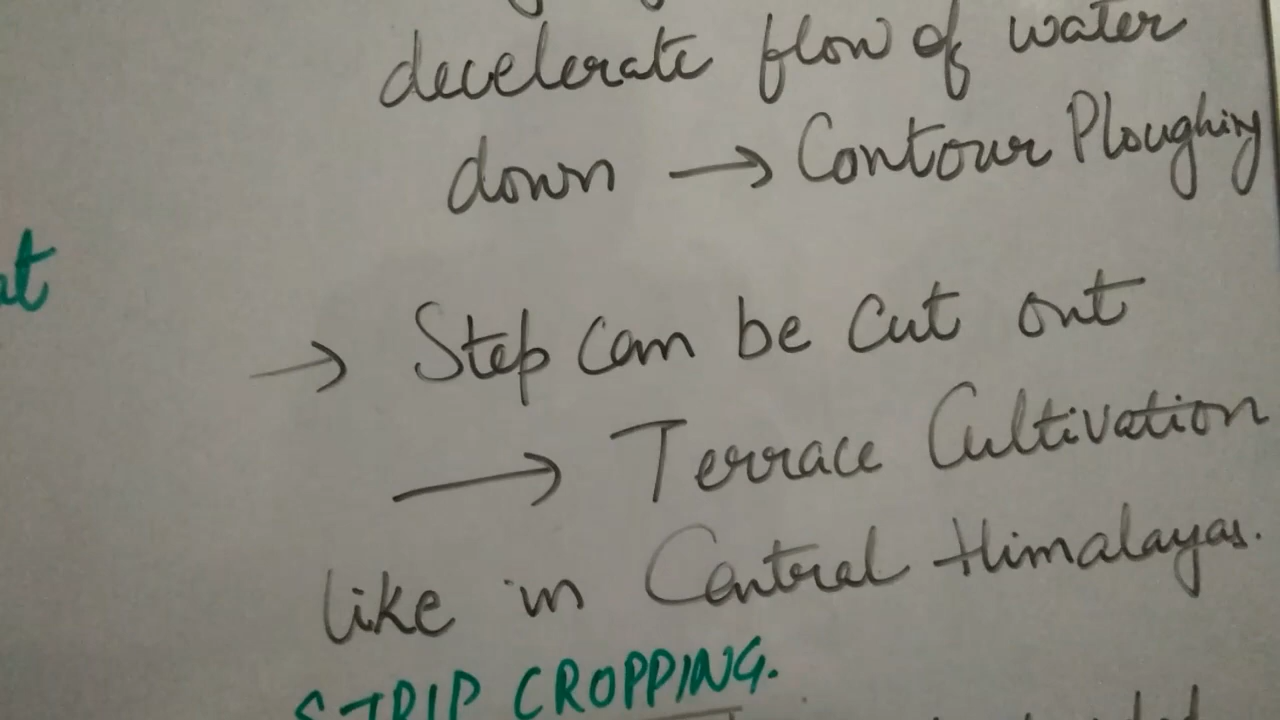 decelerate flow of water
down → Contour Ploughing
→ Step can be cut out
→ Terrace Cultivation
like in Central Himalayas.
STRIP CROPPING.